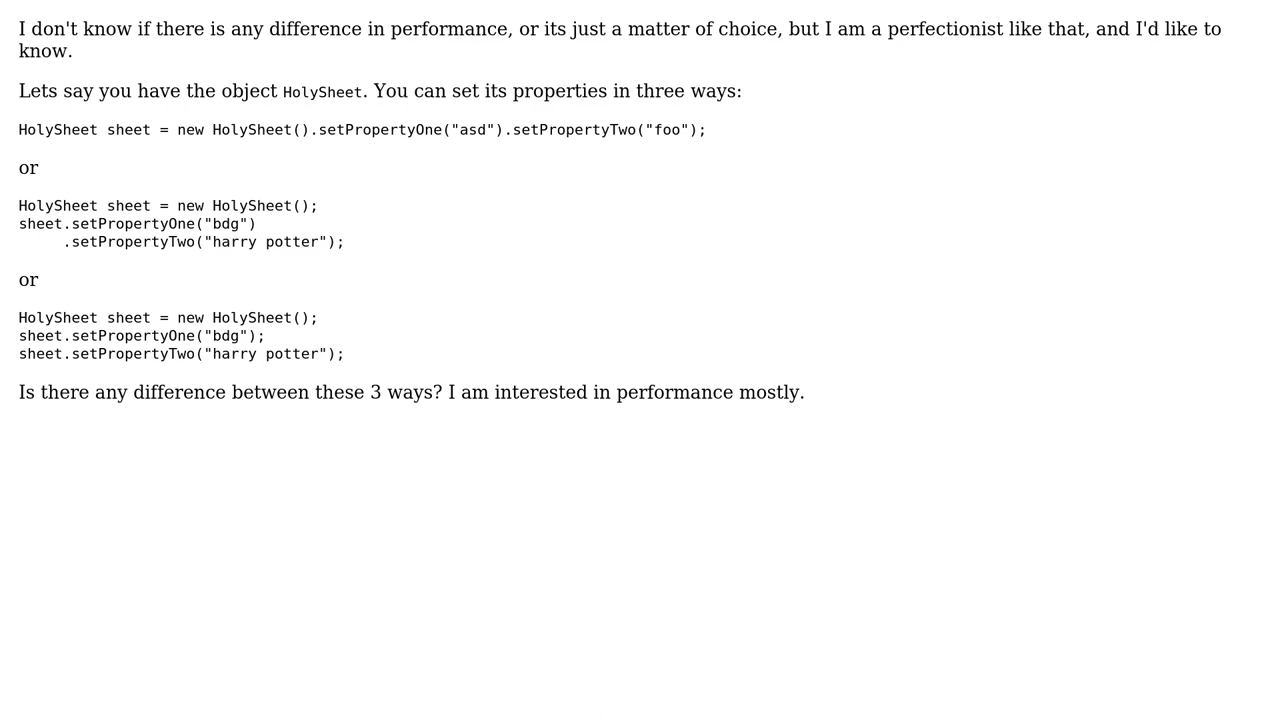 I don't know if there is any difference in performance, or its just a matter of choice, but I am a perfectionist like that, and I'd like to
know.
Lets say you have the object HolySheet. You can set its properties in three ways:
HolySheet sheet = new HolySheet().setPropertyOne("asd").setPropertyTwo("foo");
or
HolySheet sheet = new HolySheet();
sheet.setPropertyOne("bdg")
     .setPropertyTwo("harry potter");
or
HolySheet sheet = new HolySheet();
sheet.setPropertyOne("bdg");
sheet.setPropertyTwo("harry potter");
Is there any difference between these 3 ways? I am interested in performance mostly.